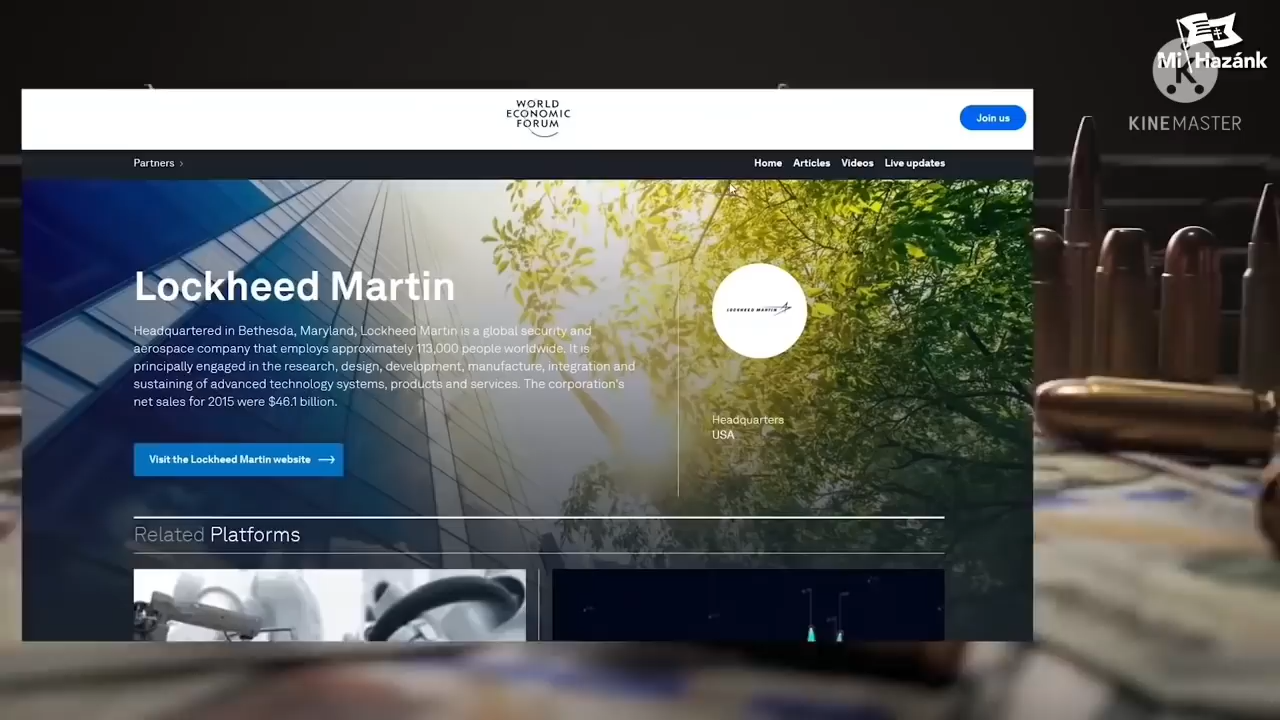 Mi Hazánk
K
KINEMASTER
WORLD
ECONOMIC
FORUM
Join us
Partners
Home Articles Videos Live updates
Lockheed Martin
Headquartered in Bethesda, Maryland, Lockheed Martin is a global security and
aerospace company that employs approximately 113,000 people worldwide. It is
principally engaged in the research, design, development, manufacture, integration and
sustaining of advanced technology systems, products and services. The corporation's
net sales for 2015 were $46.1 billion.
LOCKHEED MARTIN
Headquarters
USA
Visit the Lockheed Martin website
Related Platforms